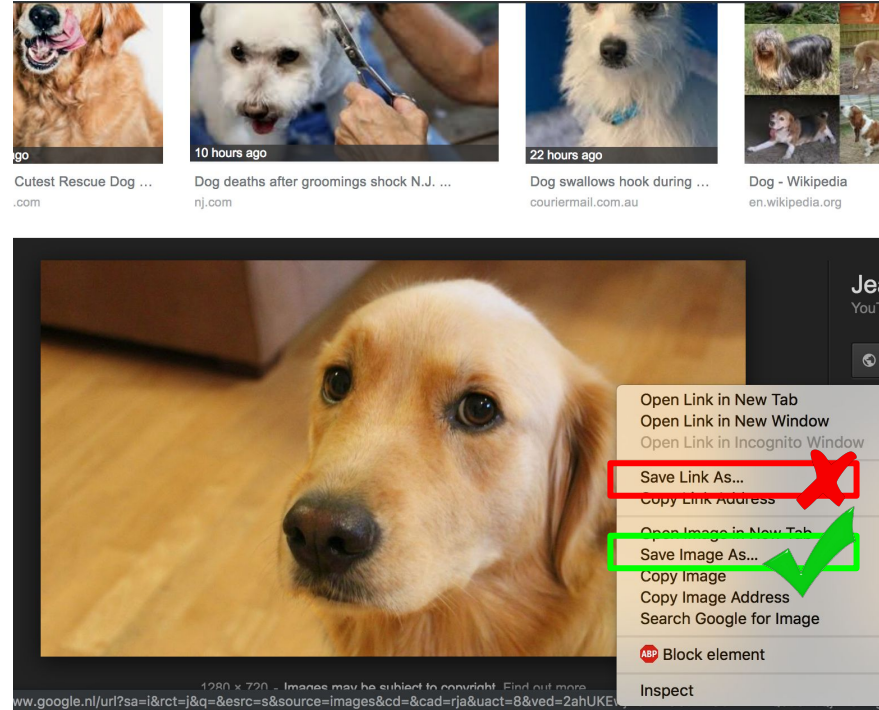 ago
10 hours ago
22 hours ago
Cutest Rescue Dog ...
Dog deaths after groomings shock N.J. ...
Dog swallows hook during ...
Dog - Wikipedia
.com
nj.com
couriermail.com.au
en.wikipedia.org
Je
YouT
Open Link in New Tab
Open Link in New Window
Open Link in Incognito Window
Save Link As...
Copy Link Address
Open Image in New Tab
Save Image As...
Copy Image
Copy Image Address
Search Google for Image
ABP Block element
Inspect
1280 × 720 - Images may be subject to copyright. Find out more
ww.google.nl/url?sa=i&rct=j&q=&esrc=s&source=images&cd=&cad=rja&uact=8&ved=2ahUKE